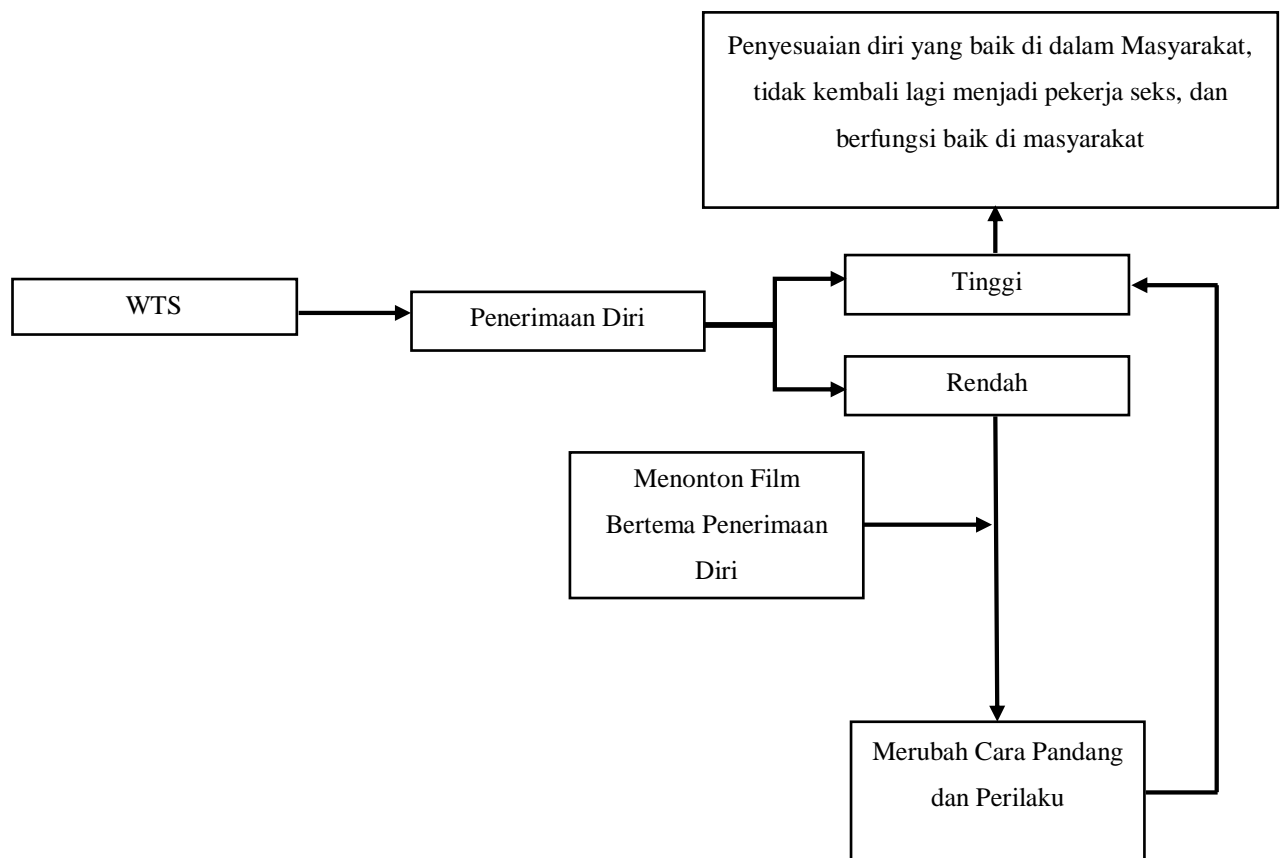 Penyesuaian diri yang baik di dalam Masyarakat,
tidak kembali lagi menjadi pekerja seks, dan
berfungsi baik di masyarakat
WTS
Penerimaan Diri
Tinggi
Rendah
Menonton Film
Bertema Penerimaan
Diri
Merubah Cara Pandang
dan Perilaku